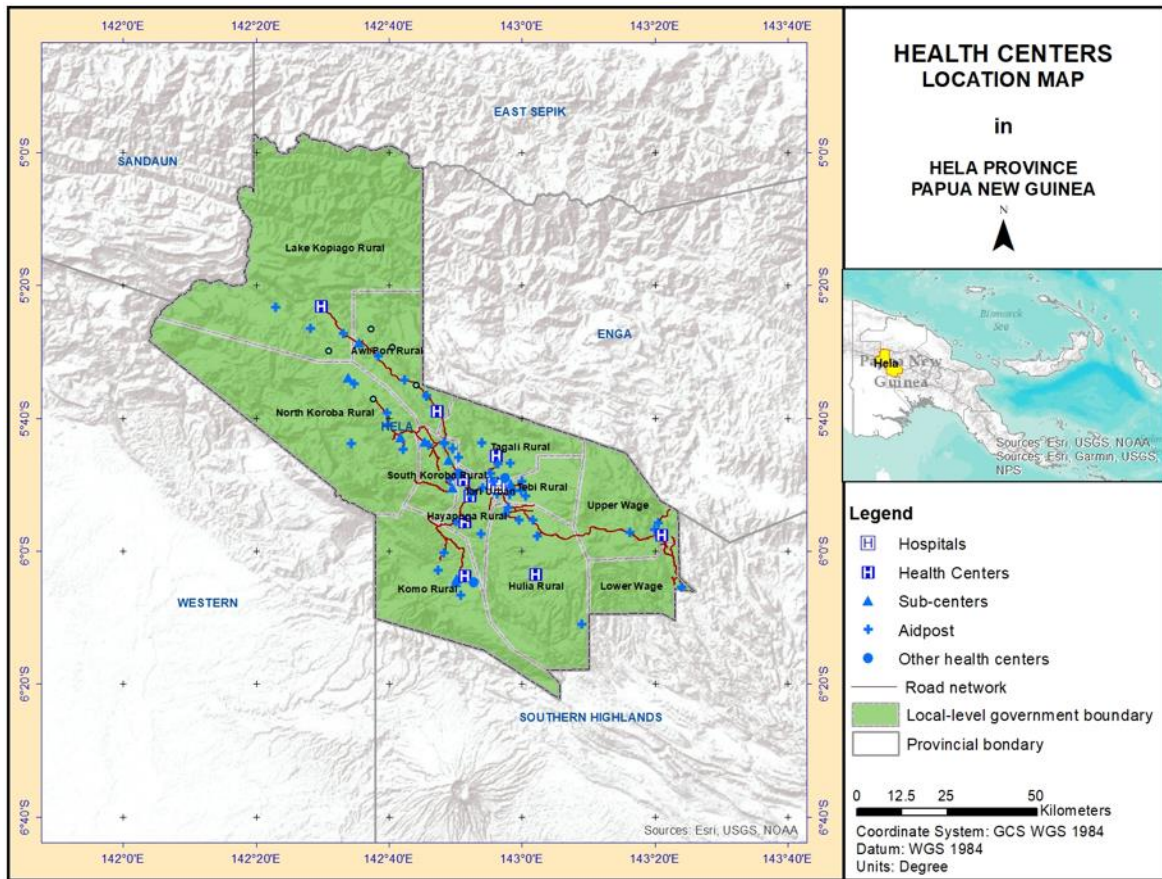 142°0'E 142°20'E 142°40'E 143°0'E 143°20'E 143°40'E
5°0'S
5°20'S
5°40'S
6°0'S
6°20'S
6°40'S
EAST SEPIK
SANDAUN
Lake Kopiago Rural
ENGA
Awi/Pori Rural
North Koroba Rural
HELA
Tagali Rural
South Koroba Rural
Tari Urban
Tebi Rural
Upper Wage
Hayapuga Rural
Komo Rural
Hulia Rural
Lower Wage
WESTERN
SOUTHERN HIGHLANDS
Sources: Esri, USGS, NOAA
5°0'S
5°20'S
5°40'S
6°0'S
6°20'S
6°40'S
142°0'E 142°20'E 142°40'E 143°0'E 143°20'E 143°40'E
HEALTH CENTERS
LOCATION MAP
in
HELA PROVINCE
PAPUA NEW GUINEA
N
Bismarck
Sea
Hela
Papua New
Guinea
Sources: Esri, USGS, NOAA
Sources: Esri, Garmin, USGS,
NPS
Legend
H Hospitals
H Health Centers
Sub-centers
Aidpost
Other health centers
Road network
Local-level government boundary
Provincial bondary
0 12.5 25 50
Kilometers
Coordinate System: GCS WGS 1984
Datum: WGS 1984
Units: Degree